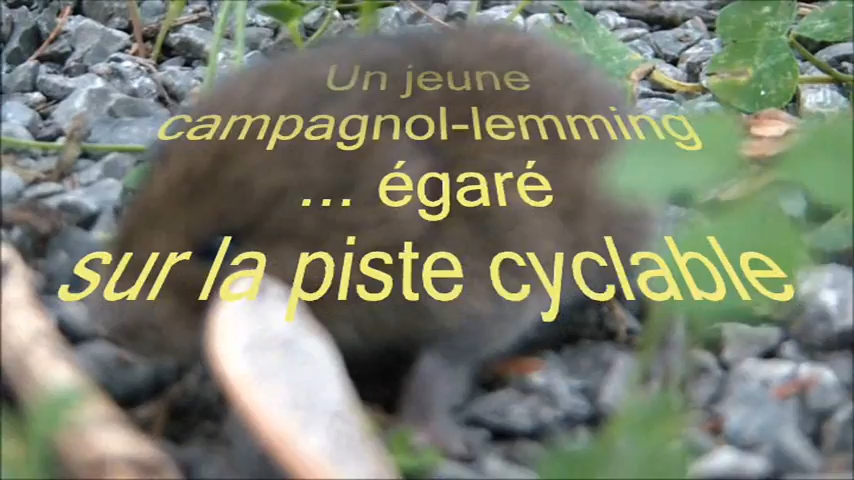 Un jeune
campagnol-lemming
... égaré
sur la piste cyclable